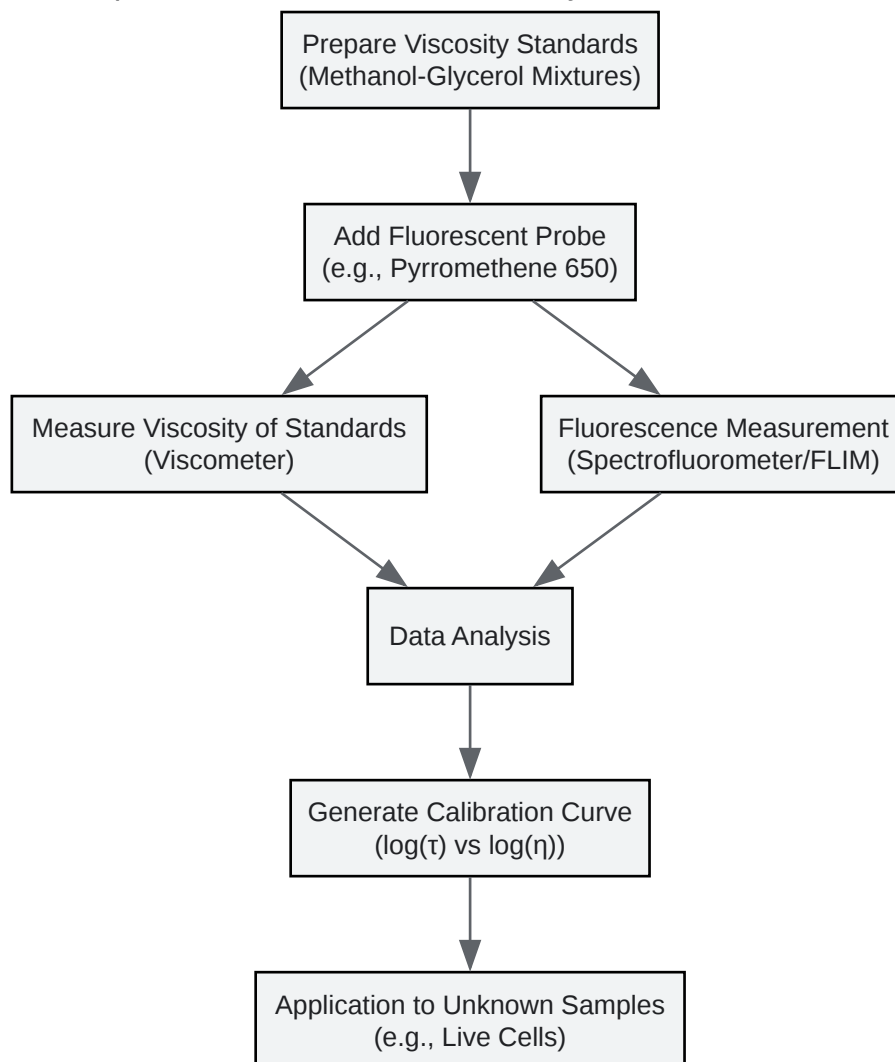 Prepare Viscosity Standards
(Methanol-Glycerol Mixtures)
Add Fluorescent Probe
(e.g., Pyrromethene 650)
Measure Viscosity of Standards
(Viscometer)
Fluorescence Measurement
(Spectrofluorometer/FLIM)
Data Analysis
Generate Calibration Curve
(log(τ) vs log(η))
Application to Unknown Samples
(e.g., Live Cells)